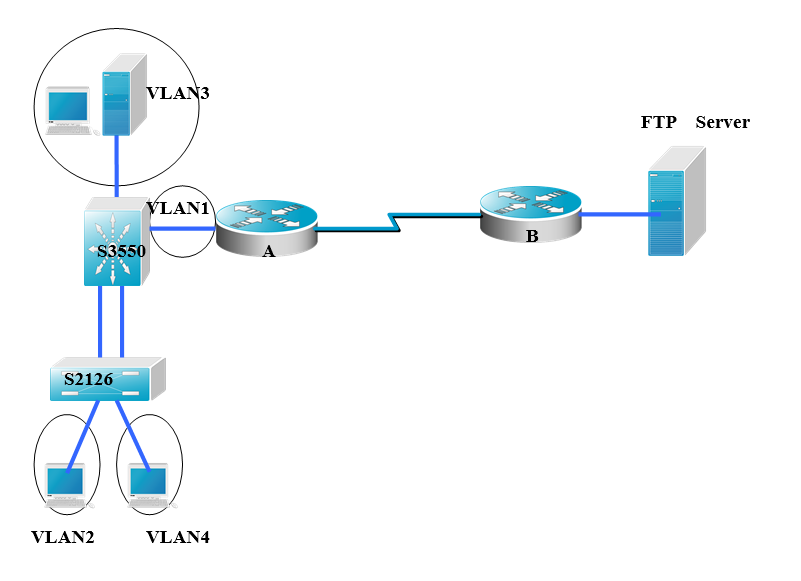 VLAN3
FTP Server
VLAN1
S3550
A
B
S2126
VLAN2
VLAN4